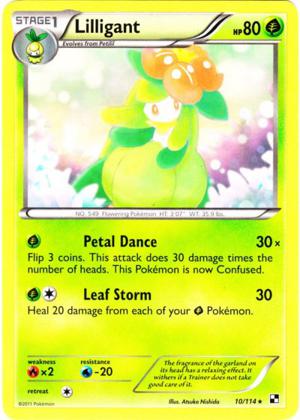 STAGE1 Lilligant HP80
Evolves from Petilil
NO. 549 Flowering Pokémon HT: 3'07" WT: 35.9 lbs.
Petal Dance 30×
Flip 3 coins. This attack does 30 damage times the
number of heads. This Pokémon is now Confused.
Leaf Storm 30
Heal 20 damage from each of your Pokémon.
weakness resistance
×2 -20
retreat
The fragrance of the garland on
its head has a relaxing effect. It
withers if a Trainer does not take
good care of it.
Illus. Atsuko Nishida 10/114
©2011 Pokémon